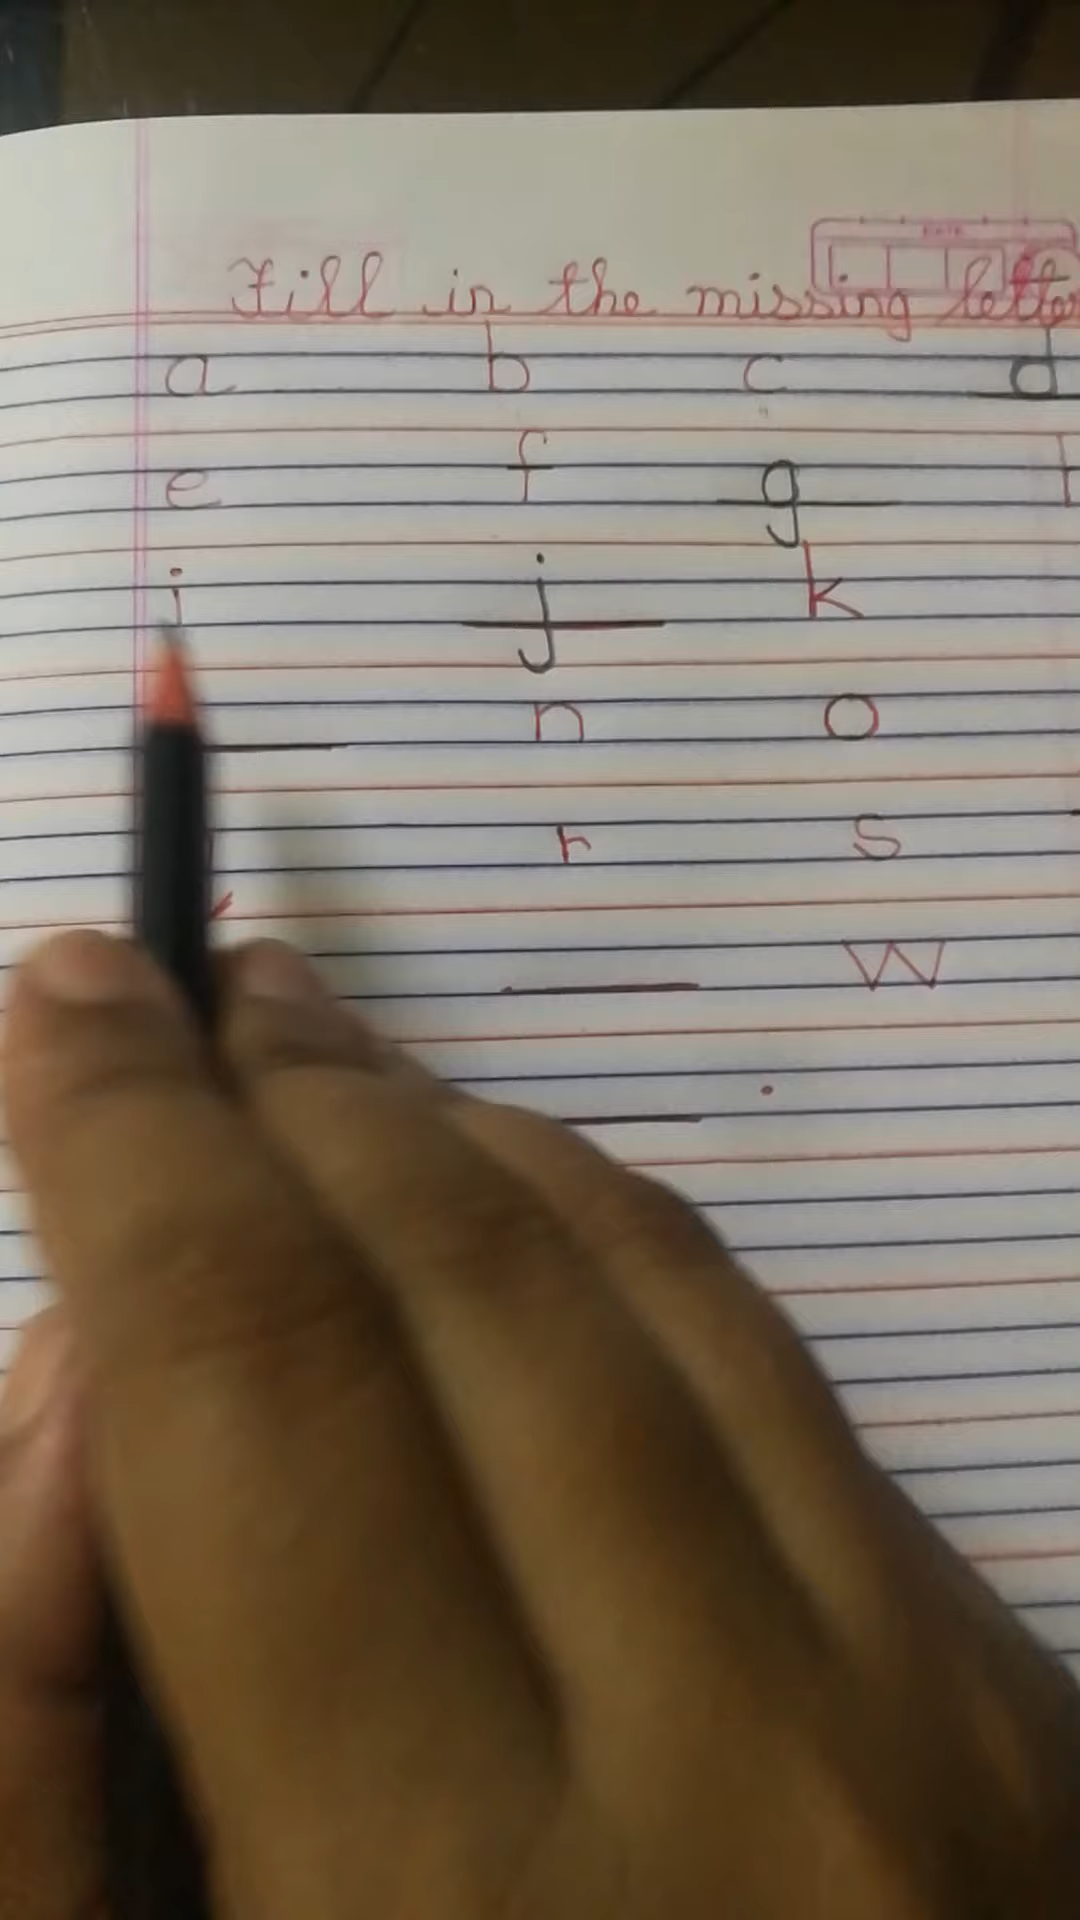 Fill in the missing letter
a b c d
e f g h
i j k
n o
r s
w